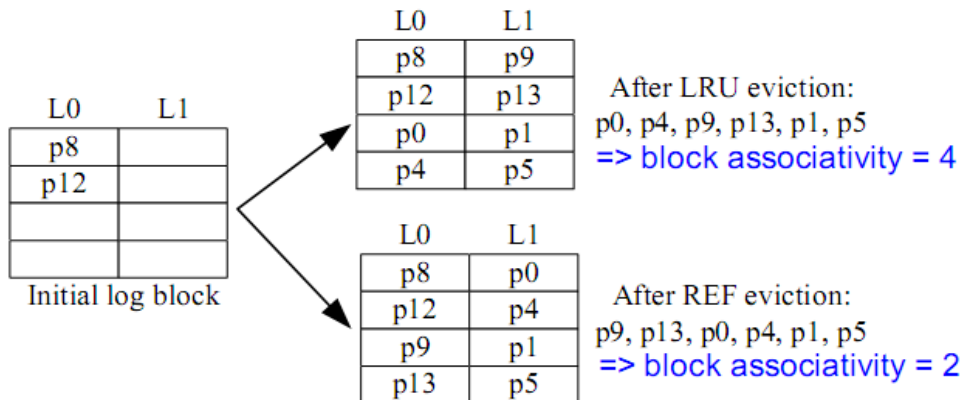 L0 L1
p8
p12
Initial log block
L0 L1
p8 p9
p12 p13
p0 p1
p4 p5
After LRU eviction:
p0, p4, p9, p13, p1, p5
=> block associativity = 4
L0 L1
p8 p0
p12 p4
p9 p1
p13 p5
After REF eviction:
p9, p13, p0, p4, p1, p5
=> block associativity = 2